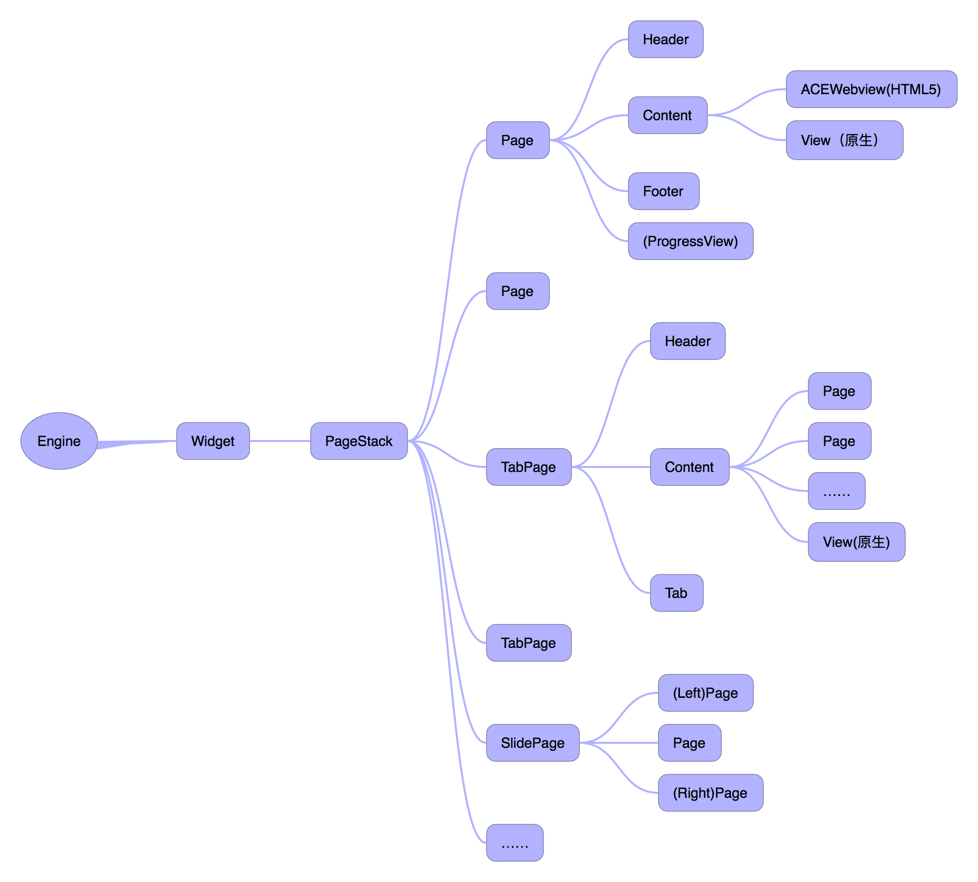 Engine
Widget
PageStack
Page
Header
Content
ACEWebview(HTML5)
View（原生）
Footer
(ProgressView)
Page
TabPage
Header
Content
Page
Page
……
View(原生)
Tab
TabPage
SlidePage
(Left)Page
Page
(Right)Page
……